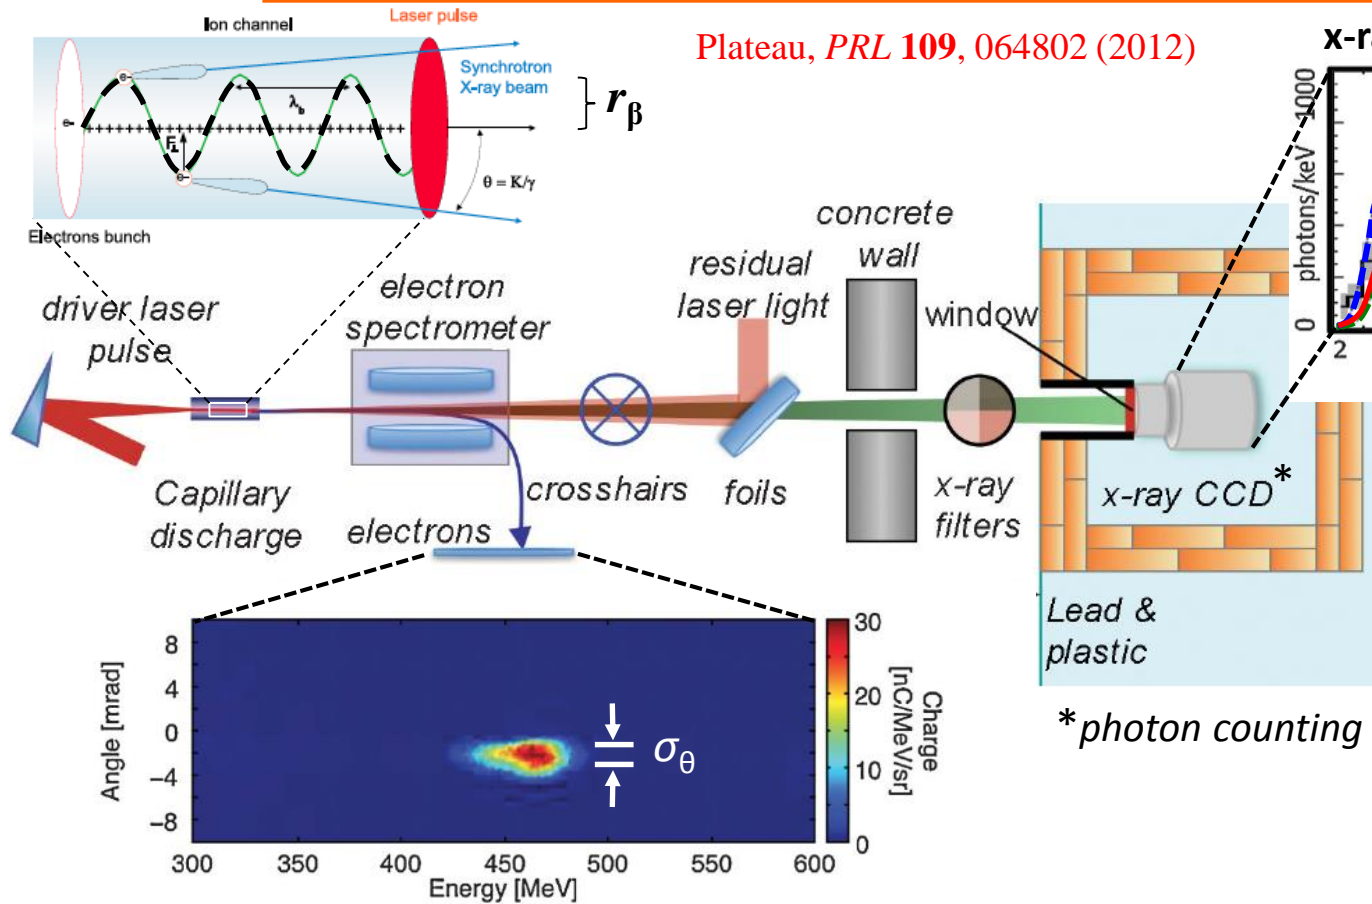 Ion channel
Laser pulse
Plateau, PRL 109, 064802 (2012)
Synchrotron
X-ray beam
e-
λb
e-
F⊥
e-
θ = K/γ
Electrons bunch
rβ
driver laser
pulse
electron
spectrometer
residual
laser light
concrete
wall
window
Capillary
discharge
electrons
crosshairs
foils
x-ray
filters
x-ray CCD*
Lead &
plastic
*photon counting
photons/keV
1000
0
2
Angle [mrad]
8
4
0
−4
−8
σθ
300
350
400
450
500
550
600
Energy [MeV]
30
20
10
0
Charge
[nC/MeV/sr]